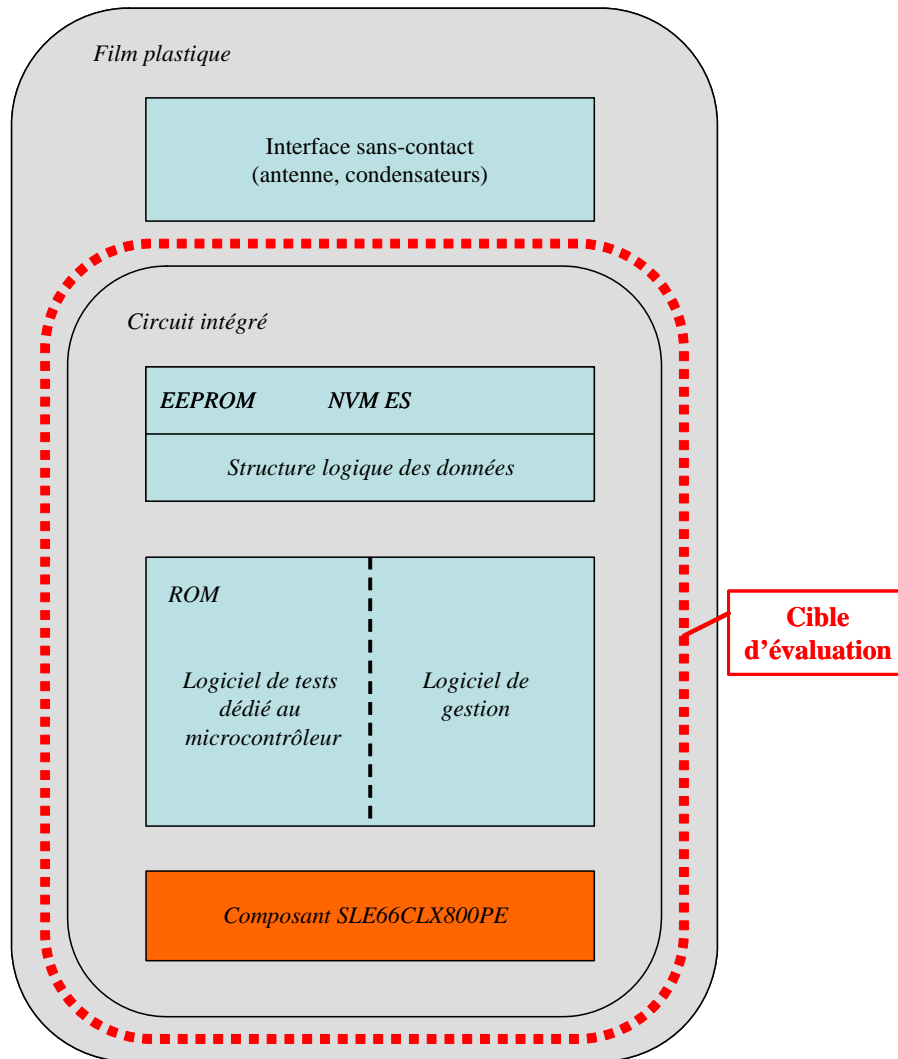 Film plastique
Interface sans-contact
(antenne, condensateurs)
Circuit intégré
EEPROM NVM ES
Structure logique des données
ROM
Logiciel de tests
dédié au
microcontrôleur
Logiciel de
gestion
Composant SLE66CLX800PE
Cible
d’évaluation